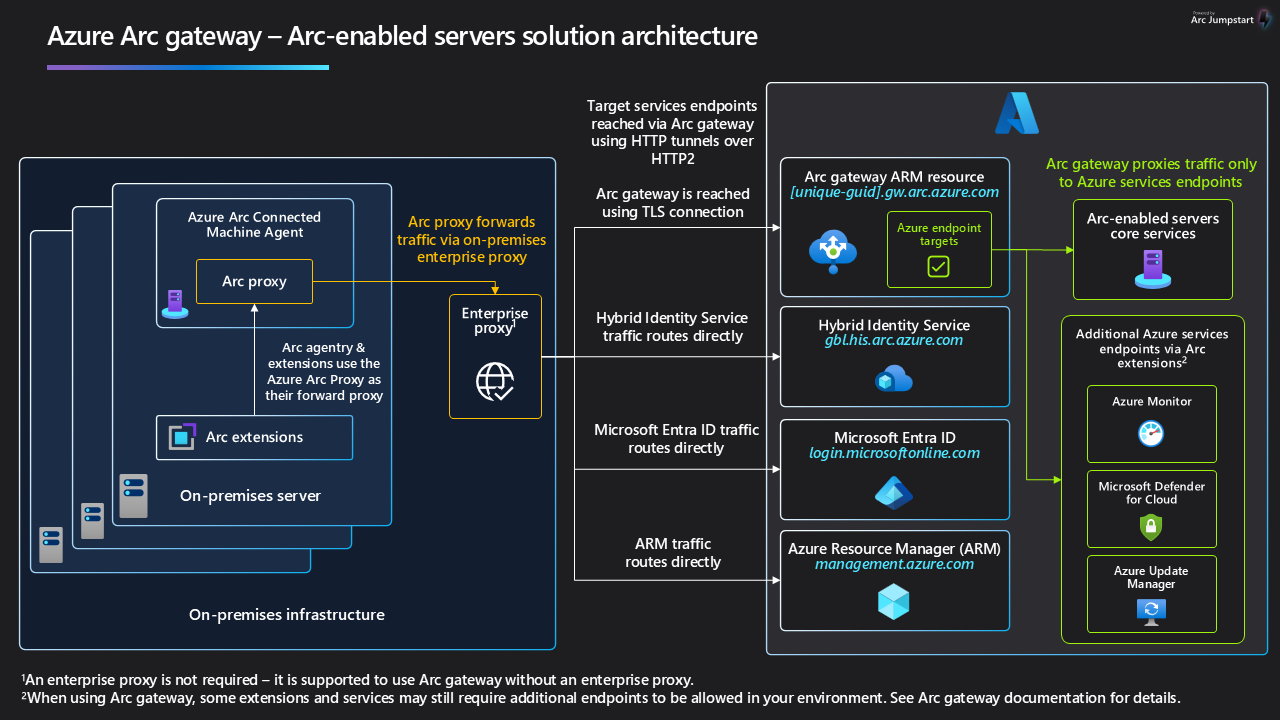 Powered by
Arc Jumpstart
Azure Arc gateway – Arc-enabled servers solution architecture
Target services endpoints
reached via Arc gateway
using HTTP tunnels over
HTTP2
Arc gateway is reached
using TLS connection
Azure Arc Connected
Machine Agent
Arc proxy
Arc proxy forwards
traffic via on-premises
enterprise proxy
Enterprise
proxy¹
Arc agentry &
extensions use the
Azure Arc Proxy as
their forward proxy
Arc extensions
On-premises server
On-premises infrastructure
Hybrid Identity Service
traffic routes directly
Microsoft Entra ID traffic
routes directly
ARM traffic
routes directly
Arc gateway ARM resource
[unique-guid].gw.arc.azure.com
Azure endpoint
targets
Hybrid Identity Service
gbl.his.arc.azure.com
Microsoft Entra ID
login.microsoftonline.com
Azure Resource Manager (ARM)
management.azure.com
Arc gateway proxies traffic only
to Azure services endpoints
Arc-enabled servers
core services
Additional Azure services
endpoints via Arc
extensions²
Azure Monitor
Microsoft Defender
for Cloud
Azure Update
Manager
¹An enterprise proxy is not required – it is supported to use Arc gateway without an enterprise proxy.
²When using Arc gateway, some extensions and services may still require additional endpoints to be allowed in your environment. See Arc gateway documentation for details.